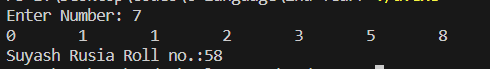 Enter Number: 7
0 1 1 2 3 5 8
Suyash Rusia Roll no.:58